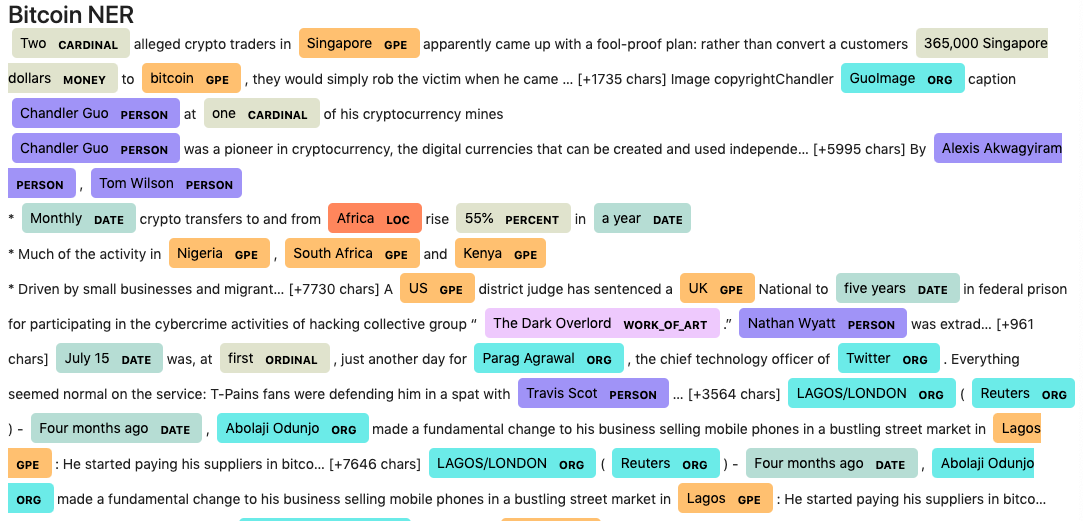 Bitcoin NER
Two CARDINAL alleged crypto traders in Singapore GPE apparently came up with a fool-proof plan: rather than convert a customers 365,000 Singapore
dollars MONEY to bitcoin GPE , they would simply rob the victim when he came … [+1735 chars] Image copyrightChandler GuoImage ORG caption
Chandler Guo PERSON at one CARDINAL of his cryptocurrency mines
Chandler Guo PERSON was a pioneer in cryptocurrency, the digital currencies that can be created and used independe… [+5995 chars] By Alexis Akwagyiram
PERSON , Tom Wilson PERSON
* Monthly DATE crypto transfers to and from Africa LOC rise 55% PERCENT in a year DATE
* Much of the activity in Nigeria GPE , South Africa GPE and Kenya GPE
* Driven by small businesses and migrant… [+7730 chars] A US GPE district judge has sentenced a UK GPE National to five years DATE in federal prison
for participating in the cybercrime activities of hacking collective group “ The Dark Overlord WORK_OF_ART .” Nathan Wyatt PERSON was extrad… [+961
chars] July 15 DATE was, at first ORDINAL , just another day for Parag Agrawal ORG , the chief technology officer of Twitter ORG . Everything
seemed normal on the service: T-Pains fans were defending him in a spat with Travis Scot PERSON … [+3564 chars] LAGOS/LONDON ORG ( Reuters ORG
) - Four months ago DATE , Abolaji Odunjo ORG made a fundamental change to his business selling mobile phones in a bustling street market in Lagos
GPE : He started paying his suppliers in bitco… [+7646 chars] LAGOS/LONDON ORG ( Reuters ORG ) - Four months ago DATE , Abolaji Odunjo
ORG made a fundamental change to his business selling mobile phones in a bustling street market in Lagos GPE : He started paying his suppliers in bitco…